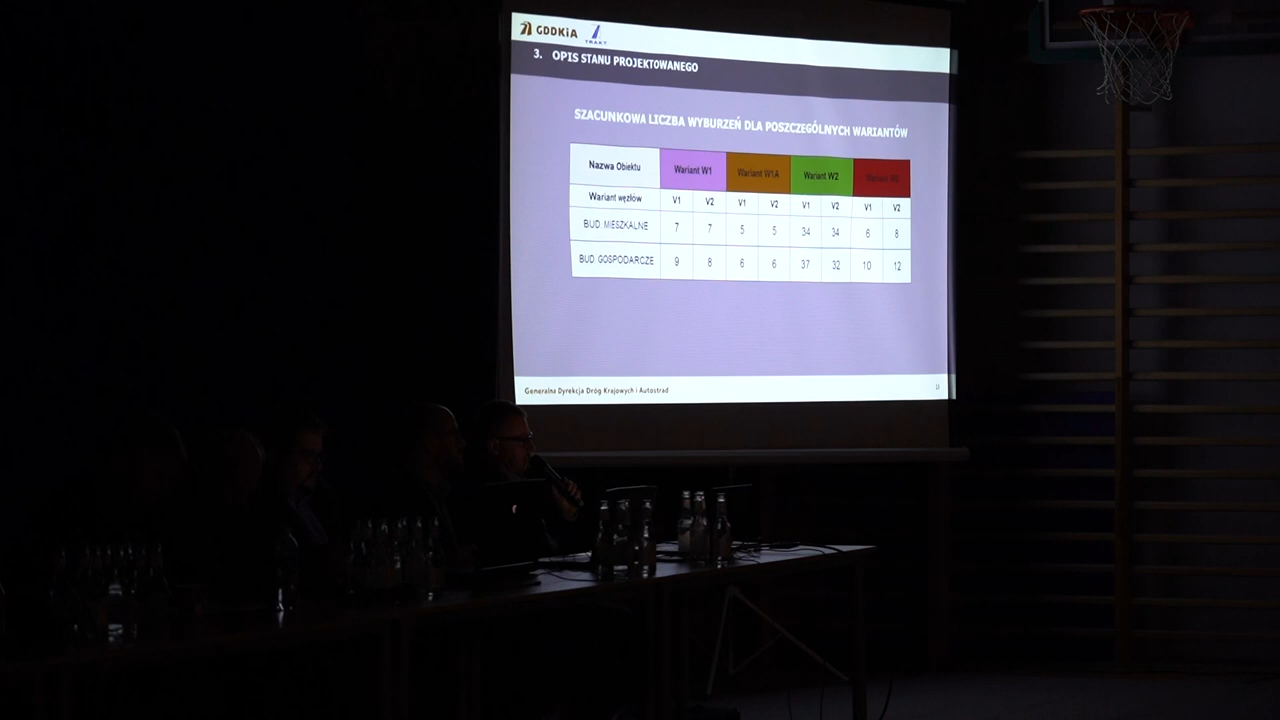 GDDKiA TRAKT
3. OPIS STANU PROJEKTOWANEGO
SZACUNKOWA LICZBA WYBURZEŃ DLA POSZCZEGÓLNYCH WARIANTÓW
Nazwa Obiektu Wariant W1 Wariant W1A Wariant W2 Wariant
Wariant węzłów V1 V2 V1 V2 V1 V2 V1 V2
BUD MIESZKALNE 7 7 5 5 34 34 6 8
BUD GOSPODARCZE 9 8 6 6 37 32 10 12
Generalna Dyrekcja Dróg Krajowych i Autostrad